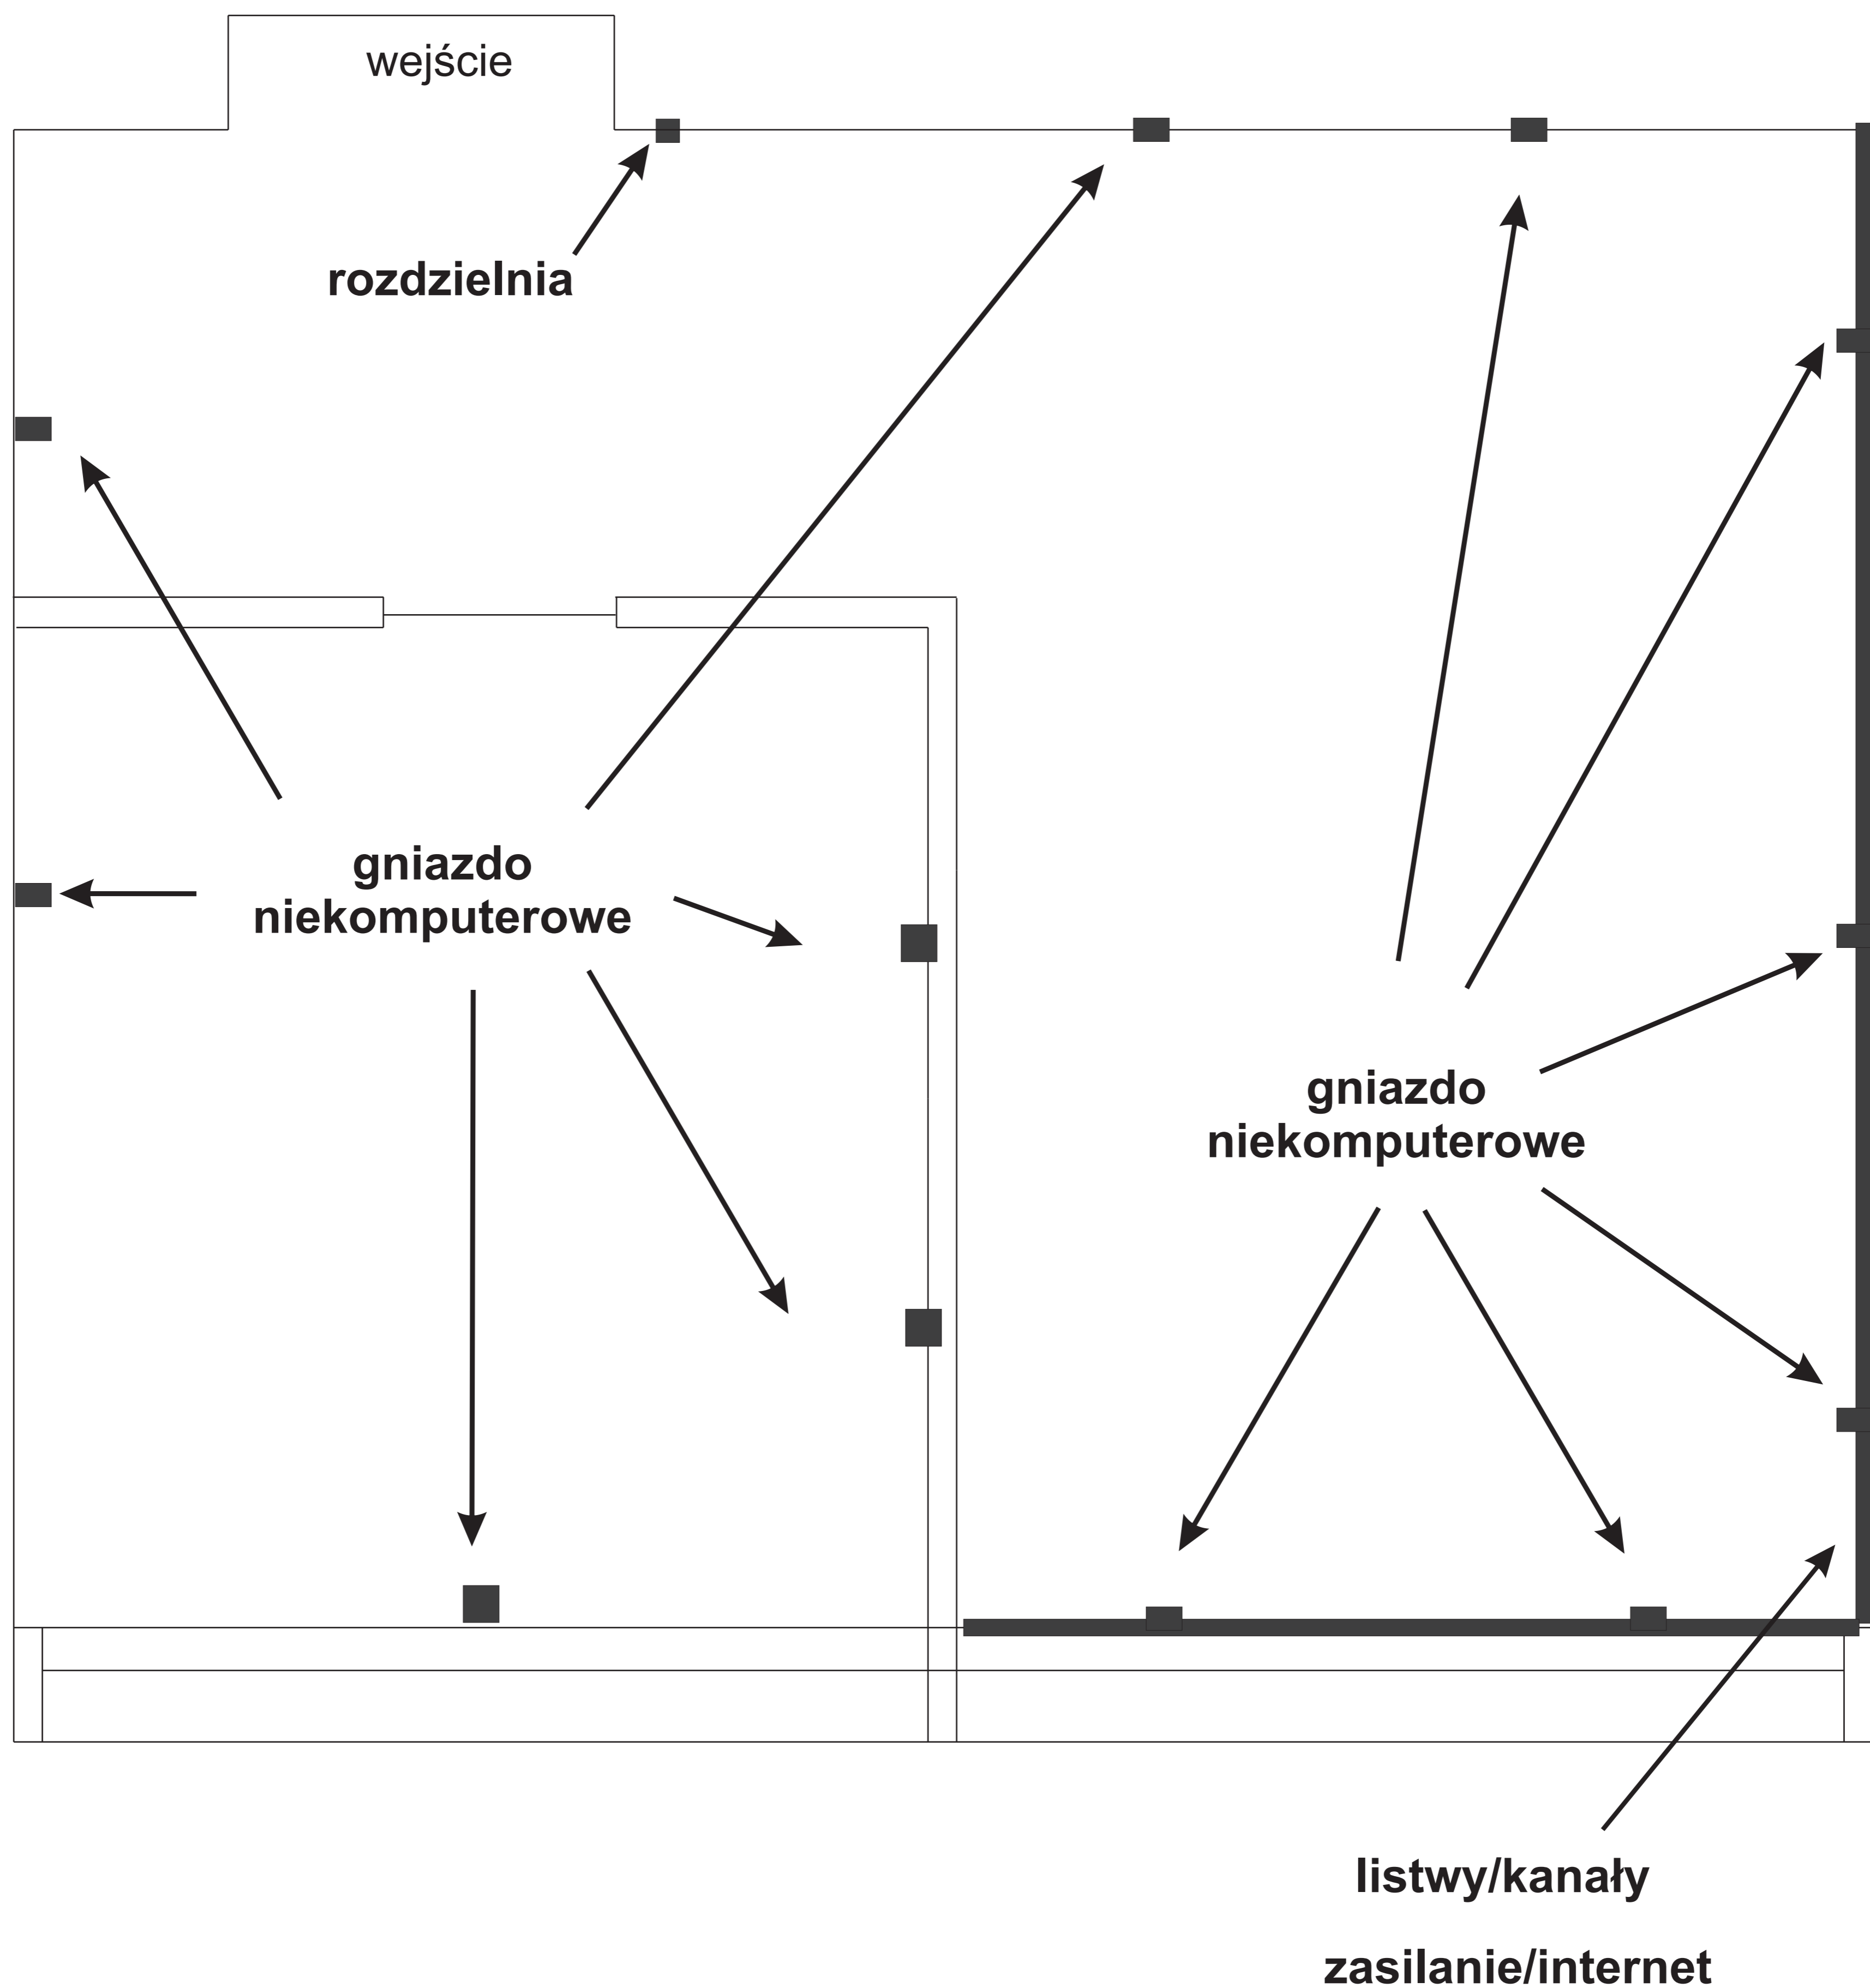 wejście
rozdzielnia
gniazdo
niekomputerowe
gniazdo
niekomputerowe
listwy/kanały
zasilanie/internet